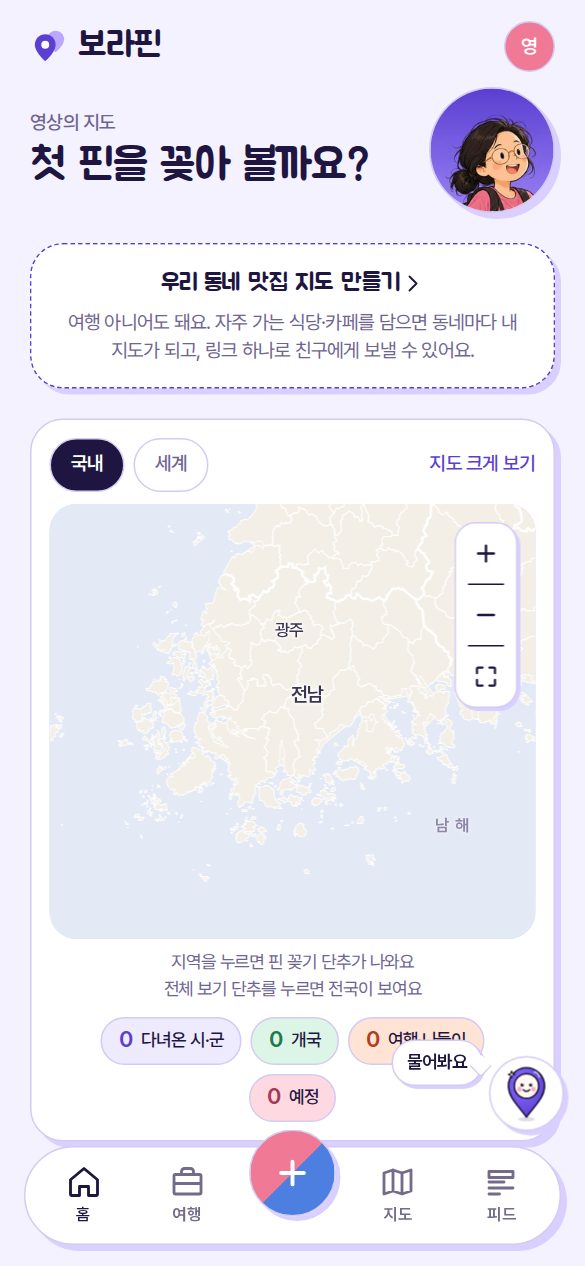 보라핀
영
영상의 지도
첫 핀을 꽂아 볼까요?
우리 동네 맛집 지도 만들기
여행 아니어도 돼요. 자주 가는 식당·카페를 담으면 동네마다 내
지도가 되고, 링크 하나로 친구에게 보낼 수 있어요.
국내
세계
지도 크게 보기
광주
전남
남해
지역을 누르면 핀 꽂기 단추가 나와요
전체 보기 단추를 누르면 전국이 보여요
0 다녀온 시·군
0 개국
0 여행 나들이
물어봐요
0 예정
홈
여행
지도
피드